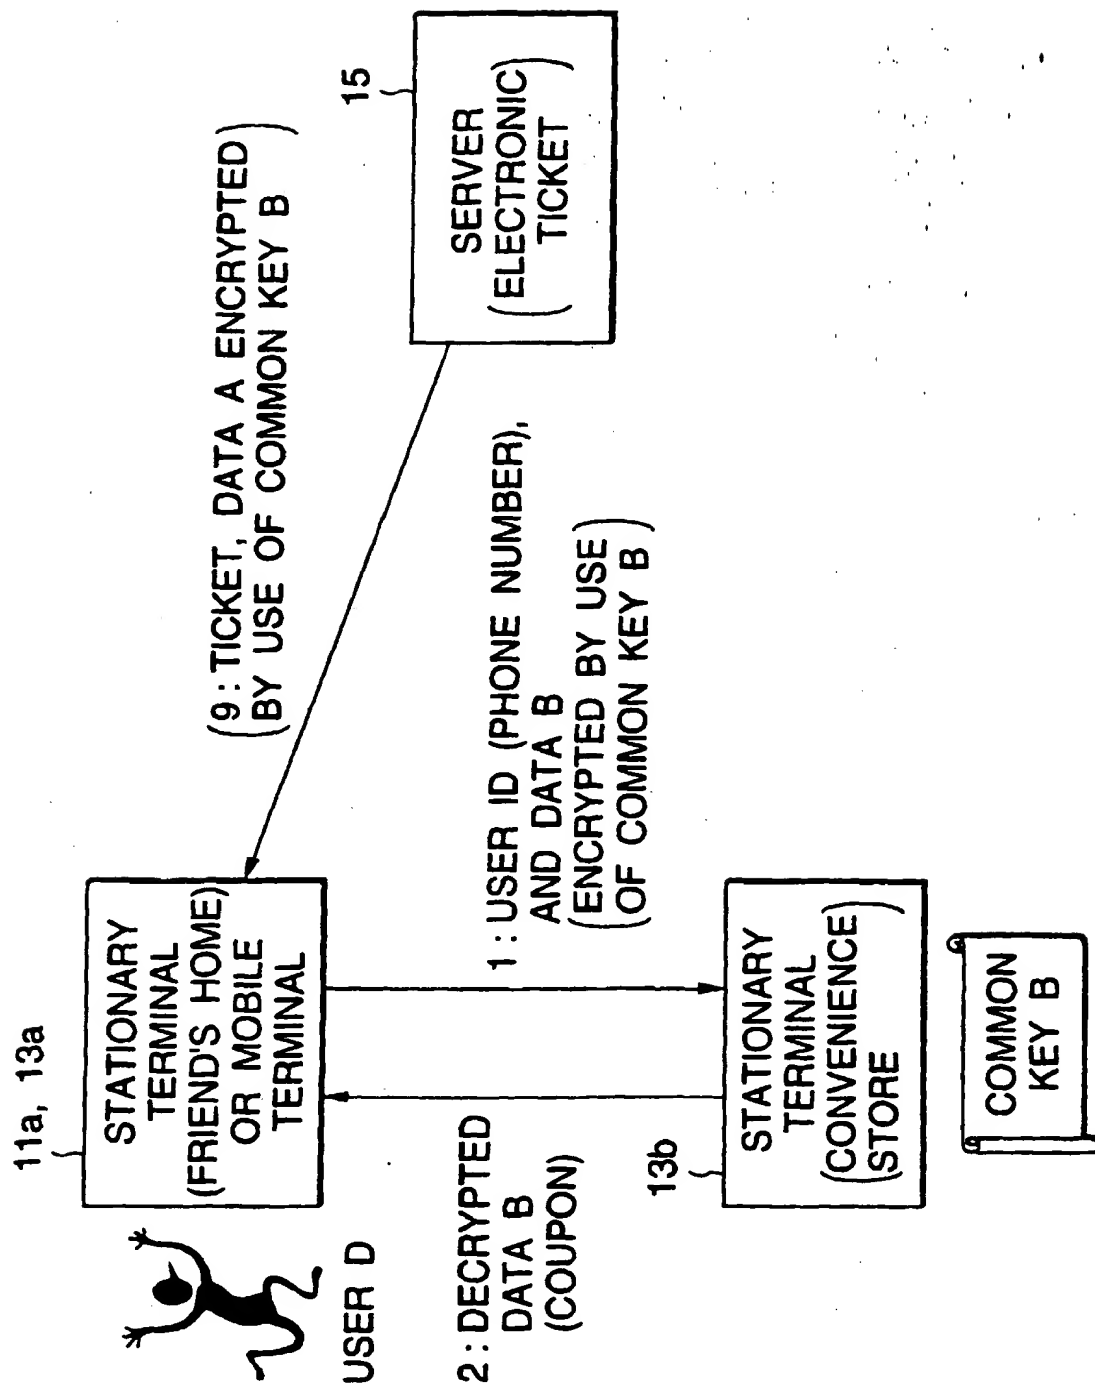 11a, 13a
STATIONARY
TERMINAL
(FRIEND'S HOME)
OR MOBILE
TERMINAL
USER D
(9 : TICKET, DATA A ENCRYPTED
BY USE OF COMMON KEY B)
15
SERVER
(ELECTRONIC
TICKET)
1 : USER ID (PHONE NUMBER),
AND DATA B
(ENCRYPTED BY USE
OF COMMON KEY B)
2 : DECRYPTED
DATA B
(COUPON)
13b
STATIONARY
TERMINAL
(CONVENIENCE
STORE)
COMMON
KEY B